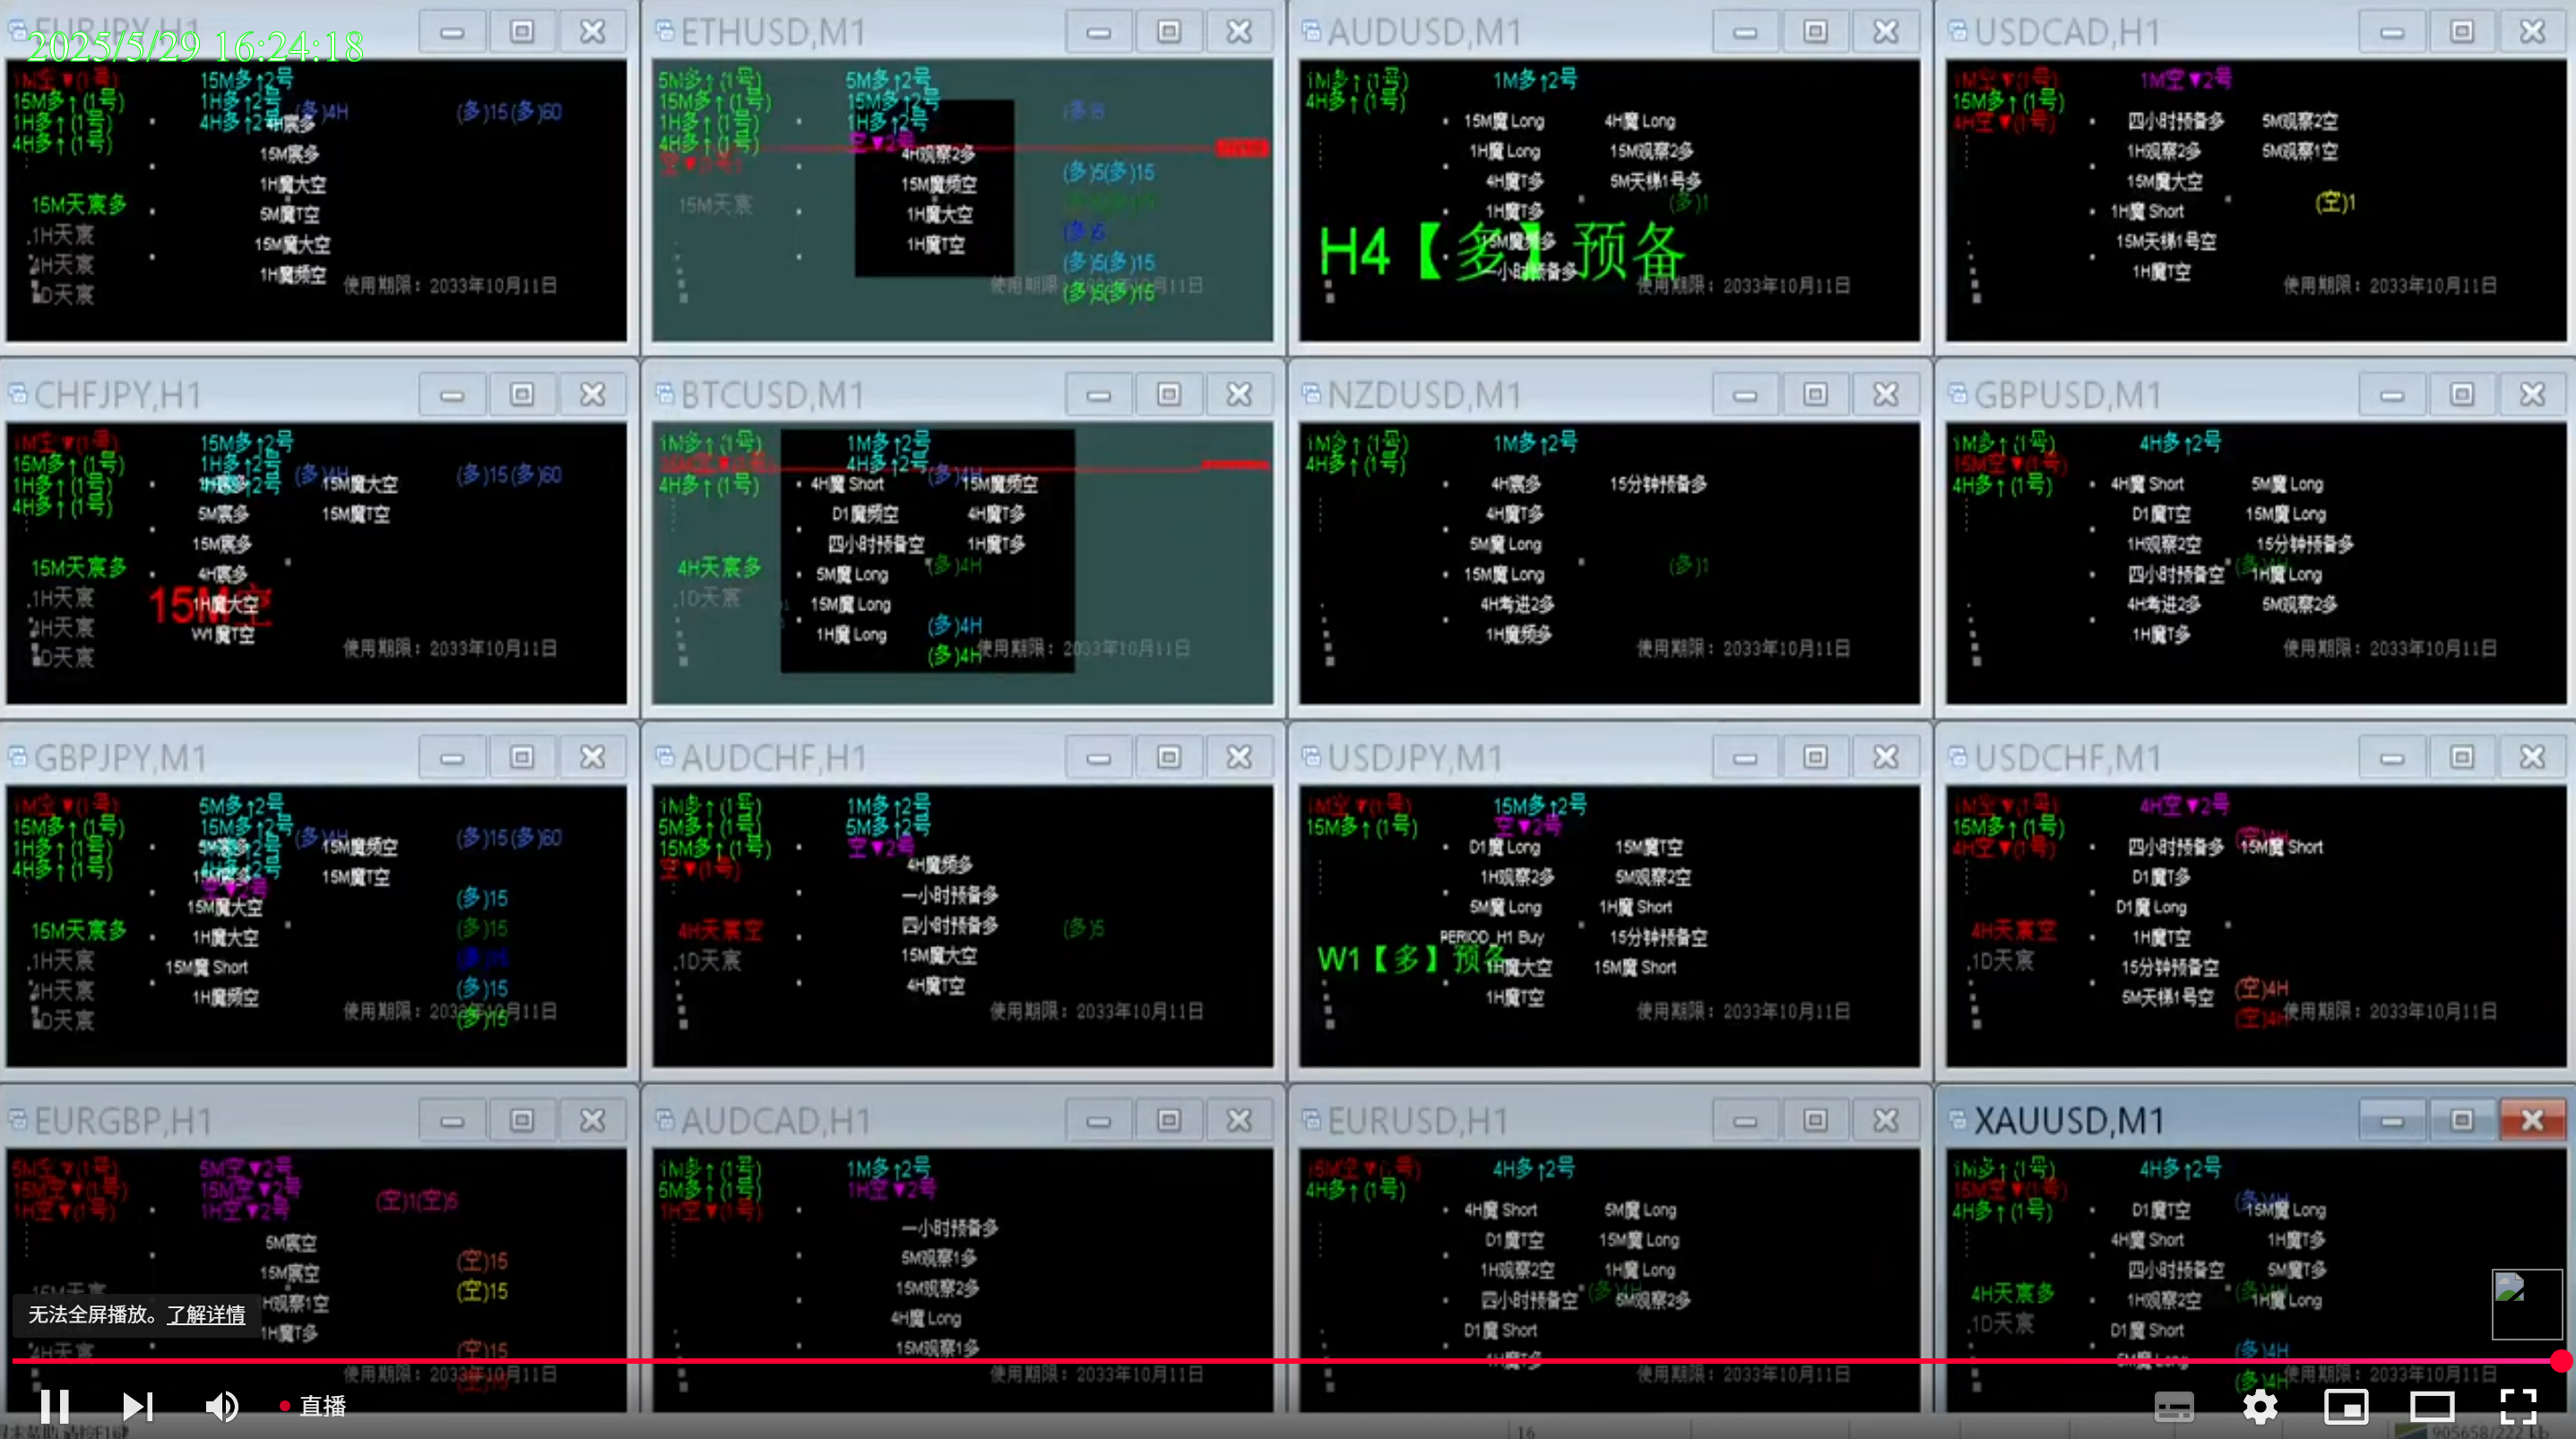 EURJPY,H1
2025/5/29 16:24:18
1M空▼(1号)
15M多↑(1号)
1H多↑(1号)
4H多↑(1号)
15M多↑2号
1H多↑2号
4H多↑2号
(多)4H
(多)15(多)60
4H宸多
15M宸多
1H魔大空
5M魔T空
15M魔大空
1H魔频空
15M天宸多
.1H天宸
4H天宸
D天宸
使用期限：2033年10月11日
ETHUSD,M1
5M多↑(1号)
15M多↑(1号)
1H多↑(1号)
4H多↑(1号)
5M多↑2号
15M多↑2号
1H多↑2号
空▼2号
4H观察2多
15M魔频空
1H魔大空
1H魔T空
15M天宸
(多)5
(多)5(多)15
(多)5
(多)5(多)15
(多)5(多)15
AUDUSD,M1
1M多↑(1号)
4H多↑(1号)
1M多↑2号
15M魔 Long
1H魔 Long
4H魔T多
1H魔T多
15M魔频多
一小时预备多
4H魔 Long
15M观察2多
5M天梯1号多
(多)1
H4【多】预备
使用期限：2033年10月11日
USDCAD,H1
1M空▼(1号)
15M多↑(1号)
4H空▼(1号)
1M空▼2号
四小时预备多
1H观察2多
15M魔大空
1H魔 Short
15M天梯1号空
1H魔T空
5M观察2空
5M观察1空
(空)1
使用期限：2033年10月11日
CHFJPY,H1
1M空▼(1号)
15M多↑(1号)
1H多↑(1号)
4H多↑(1号)
15M多↑2号
1H多↑2号
(多)4H
(多)15(多)60
5M宸多
15M宸多
4H宸多
1H魔大空
W1魔T空
15M魔大空
15M魔T空
15M空
15M天宸多
.1H天宸
4H天宸
D天宸
使用期限：2033年10月11日
BTCUSD,M1
1M多↑(1号)
4H多↑(1号)
1M多↑2号
4H多↑2号
(多)4H
4H魔 Short
D1魔频空
四小时预备空
5M魔 Long
15M魔 Long
1H魔 Long
15M魔频空
4H魔T多
1H魔T多
4H天宸多
.1D天宸
(多)4H
(多)4H
(多)4H
使用期限：2033年10月11日
NZDUSD,M1
1M多↑(1号)
4H多↑(1号)
1M多↑2号
4H宸多
4H魔T多
5M魔 Long
15M魔 Long
4H考进2多
1H魔频多
15分钟预备多
(多)1
使用期限：2033年10月11日
GBPUSD,M1
1M多↑(1号)
15M空▼(1号)
4H多↑(1号)
4H多↑2号
4H魔 Short
D1魔T空
1H观察2空
四小时预备空
4H考进2多
1H魔T多
5M魔 Long
15M魔 Long
15分钟预备多
1H魔 Long
5M观察2多
使用期限：2033年10月11日
GBPJPY,M1
1M空▼(1号)
15M多↑(1号)
1H多↑(1号)
4H多↑(1号)
5M多↑2号
15M多↑2号
(多)4H
(多)15(多)60
空▼2号
15M魔大空
1H魔大空
15M魔 Short
1H魔频空
15M魔频空
15M魔T空
15M天宸多
.1H天宸
4H天宸
D天宸
(多)15
(多)15
(多)15
(多)15
(多)15
使用期限：2033年10月11日
AUDCHF,H1
1M多↑(1号)
5M多↑(1号)
15M多↑(1号)
空▼(1号)
1M多↑2号
5M多↑2号
空▼2号
4H魔频多
一小时预备多
四小时预备多
15M魔大空
4H魔T空
4H天宸空
.1D天宸
(多)5
使用期限：2033年10月11日
USDJPY,M1
1M空▼(1号)
15M多↑(1号)
15M多↑2号
空▼2号
D1魔 Long
1H观察2多
5M魔 Long
PERIOD_H1 Buy
1H魔大空
1H魔T空
15M魔T空
5M观察2空
1H魔 Short
15分钟预备空
15M魔 Short
W1【多】预备
使用期限：2033年10月11日
USDCHF,M1
1M空▼(1号)
15M多↑(1号)
4H空▼(1号)
4H空▼2号
(空)4H
四小时预备多
D1魔T多
D1魔 Long
1H魔T空
15分钟预备空
5M天梯1号空
15M魔 Short
4H天宸空
.1D天宸
(空)4H
(空)4H
使用期限：2033年10月11日
EURGBP,H1
5M空▼(1号)
15M空▼(1号)
1H空▼(1号)
5M空▼2号
15M空▼2号
1H空▼2号
(空)1(空)5
5M宸空
15M宸空
H观察1空
1H魔T多
15M天宸
4H天宸
(空)15
(空)15
(空)15
使用期限：2033年10月11日
AUDCAD,H1
1M多↑(1号)
5M多↑(1号)
1H空▼(1号)
1M多↑2号
1H空▼2号
一小时预备多
5M观察1多
15M观察2多
4H魔 Long
15M观察1多
使用期限：2033年10月11日
EURUSD,H1
15M空▼(1号)
4H多↑(1号)
4H多↑2号
4H魔 Short
D1魔T空
1H观察2空
四小时预备空
D1魔 Short
1H魔T多
5M魔 Long
15M魔 Long
1H魔 Long
5M观察2多
使用期限：2033年10月11日
XAUUSD,M1
1M多↑(1号)
15M空▼(1号)
4H多↑(1号)
4H多↑2号
(多)4H
D1魔T空
4H魔 Short
四小时预备空
1H观察2空
D1魔 Short
5M魔 Long
15M魔 Long
1H魔T多
5M魔T多
1H魔 Long
4H天宸多
.1D天宸
(多)4H
(多)4H
使用期限：2033年10月11日
无法全屏播放。了解详情
直播
16
905658/222 kb